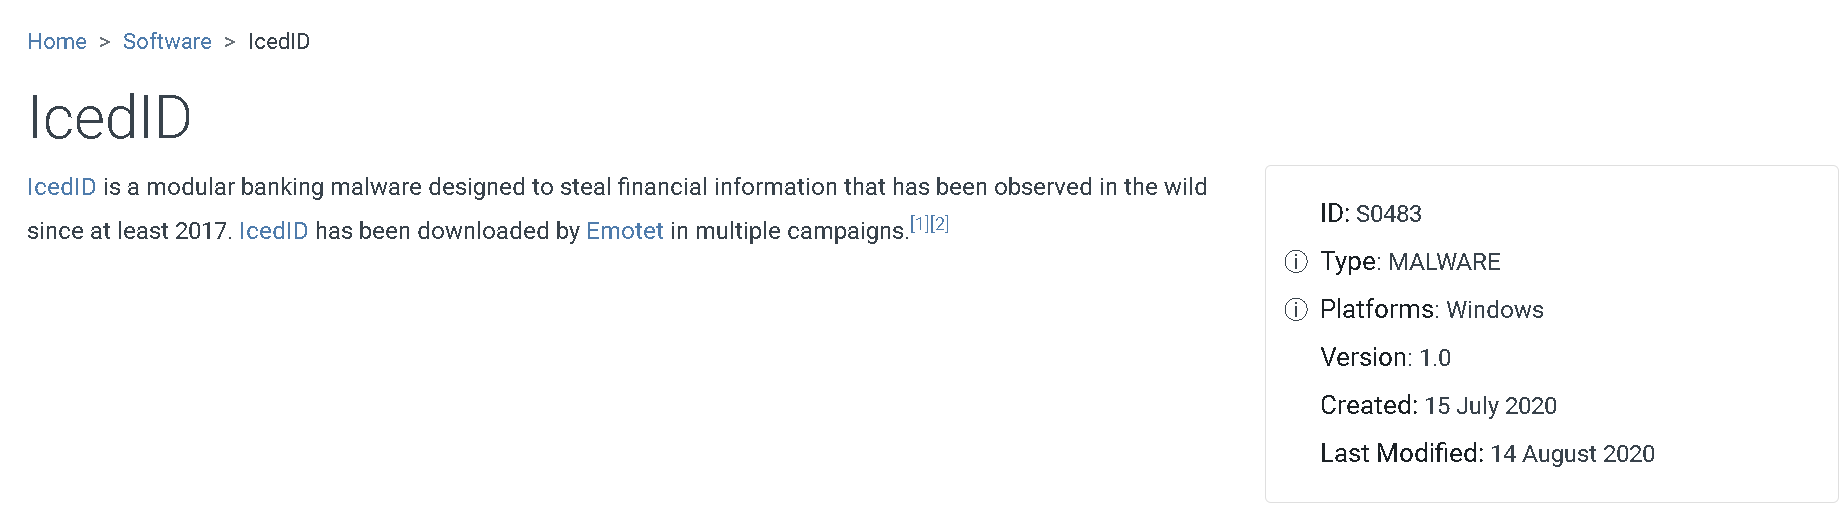 Home > Software > IcedID
IcedID
IcedID is a modular banking malware designed to steal financial information that has been observed in the wild
since at least 2017. IcedID has been downloaded by Emotet in multiple campaigns.[1][2]
ID: S0483
ⓘ Type: MALWARE
ⓘ Platforms: Windows
Version: 1.0
Created: 15 July 2020
Last Modified: 14 August 2020